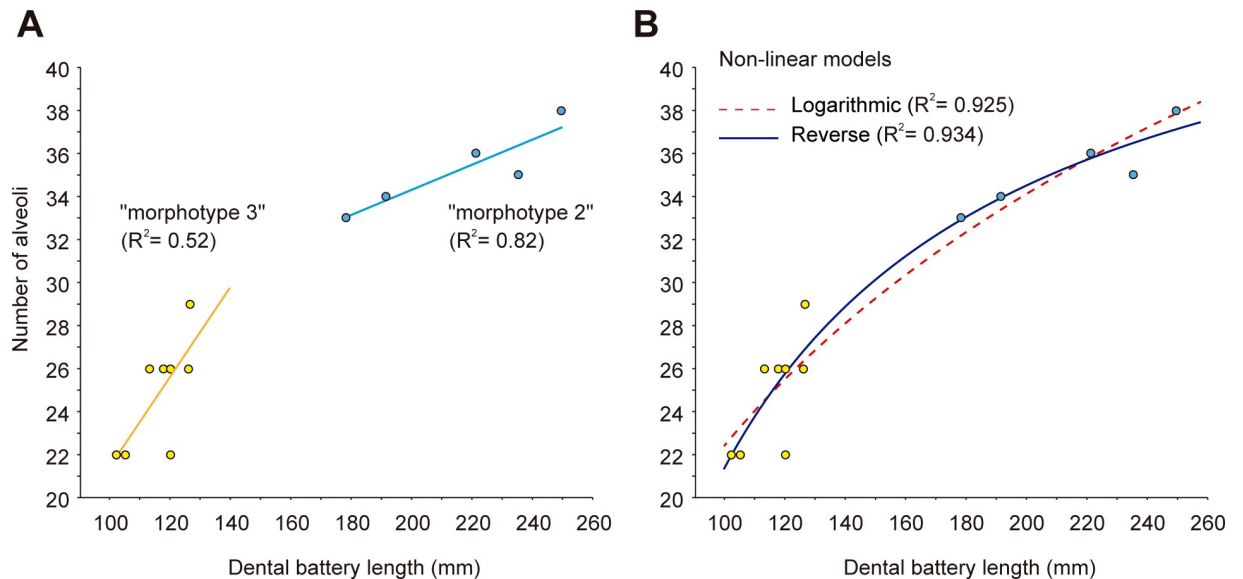 A
Number of alveoli
40
38
36
34
32
30
28
26
24
22
20
"morphotype 3"
(R²= 0.52)
"morphotype 2"
(R²= 0.82)
100 120 140 160 180 200 220 240 260
Dental battery length (mm)
B
Non-linear models
Logarithmic (R²= 0.925)
Reverse (R²= 0.934)
40
38
36
34
32
30
28
26
24
22
20
100 120 140 160 180 200 220 240 260
Dental battery length (mm)